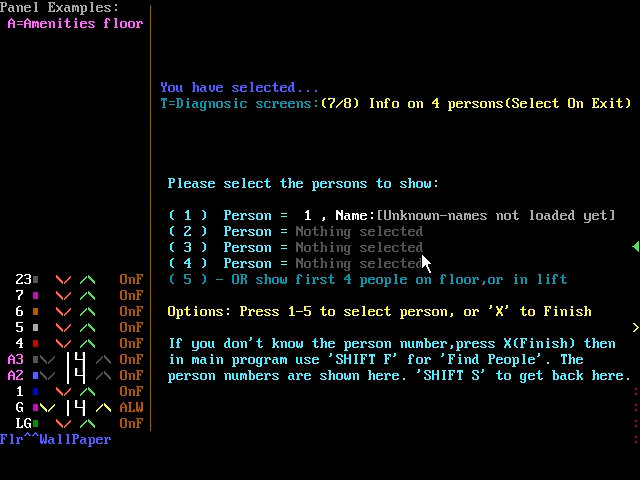 Panel Examples:
A=Amenities floor
You have selected...
T=Diagnostic screens:(7/8) Info on 4 persons(Select On Exit)
Please select the persons to show:
( 1 ) Person = 1 , Name:[Unknown-names not loaded yet]
( 2 ) Person = Nothing selected
( 3 ) Person = Nothing selected
( 4 ) Person = Nothing selected
( 5 ) - OR show first 4 people on floor,or in lift
Options: Press 1-5 to select person, or 'X' to Finish
If you don't know the person number,press X(Finish) then
in main program use 'SHIFT F' for 'Find People'. The
person numbers are shown here. 'SHIFT S' to get back here.
23 OnF
7 OnF
6 OnF
5 OnF
4 OnF
A3 14 OnF
A2 14 OnF
1 OnF
G 14 ALW
LG OnF
Flr^^WallPaper